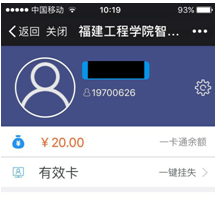 中国移动 10:19 93%
返回 关闭 福建工程学院智...
19700626
￥20.00 一卡通余额
有效卡 一键挂失